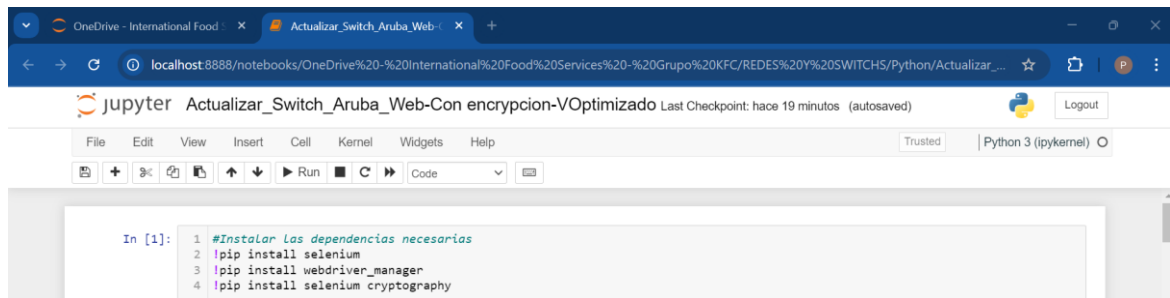 OneDrive - International Food S
Actualizar_Switch_Aruba_Web-C
localhost:8888/notebooks/OneDrive%20-%20International%20Food%20Services%20-%20Grupo%20KFC/REDES%20Y%20SWITCHS/Python/Actualizar_...
P
jupyter Actualizar_Switch_Aruba_Web-Con encrypcion-VOptimizado Last Checkpoint: hace 19 minutos (autosaved)
Logout
File Edit View Insert Cell Kernel Widgets Help
Trusted
Python 3 (ipykernel)
Run
Code
In [1]:
1 #Instalar las dependencias necesarias
2 !pip install selenium
3 !pip install webdriver_manager
4 !pip install selenium cryptography